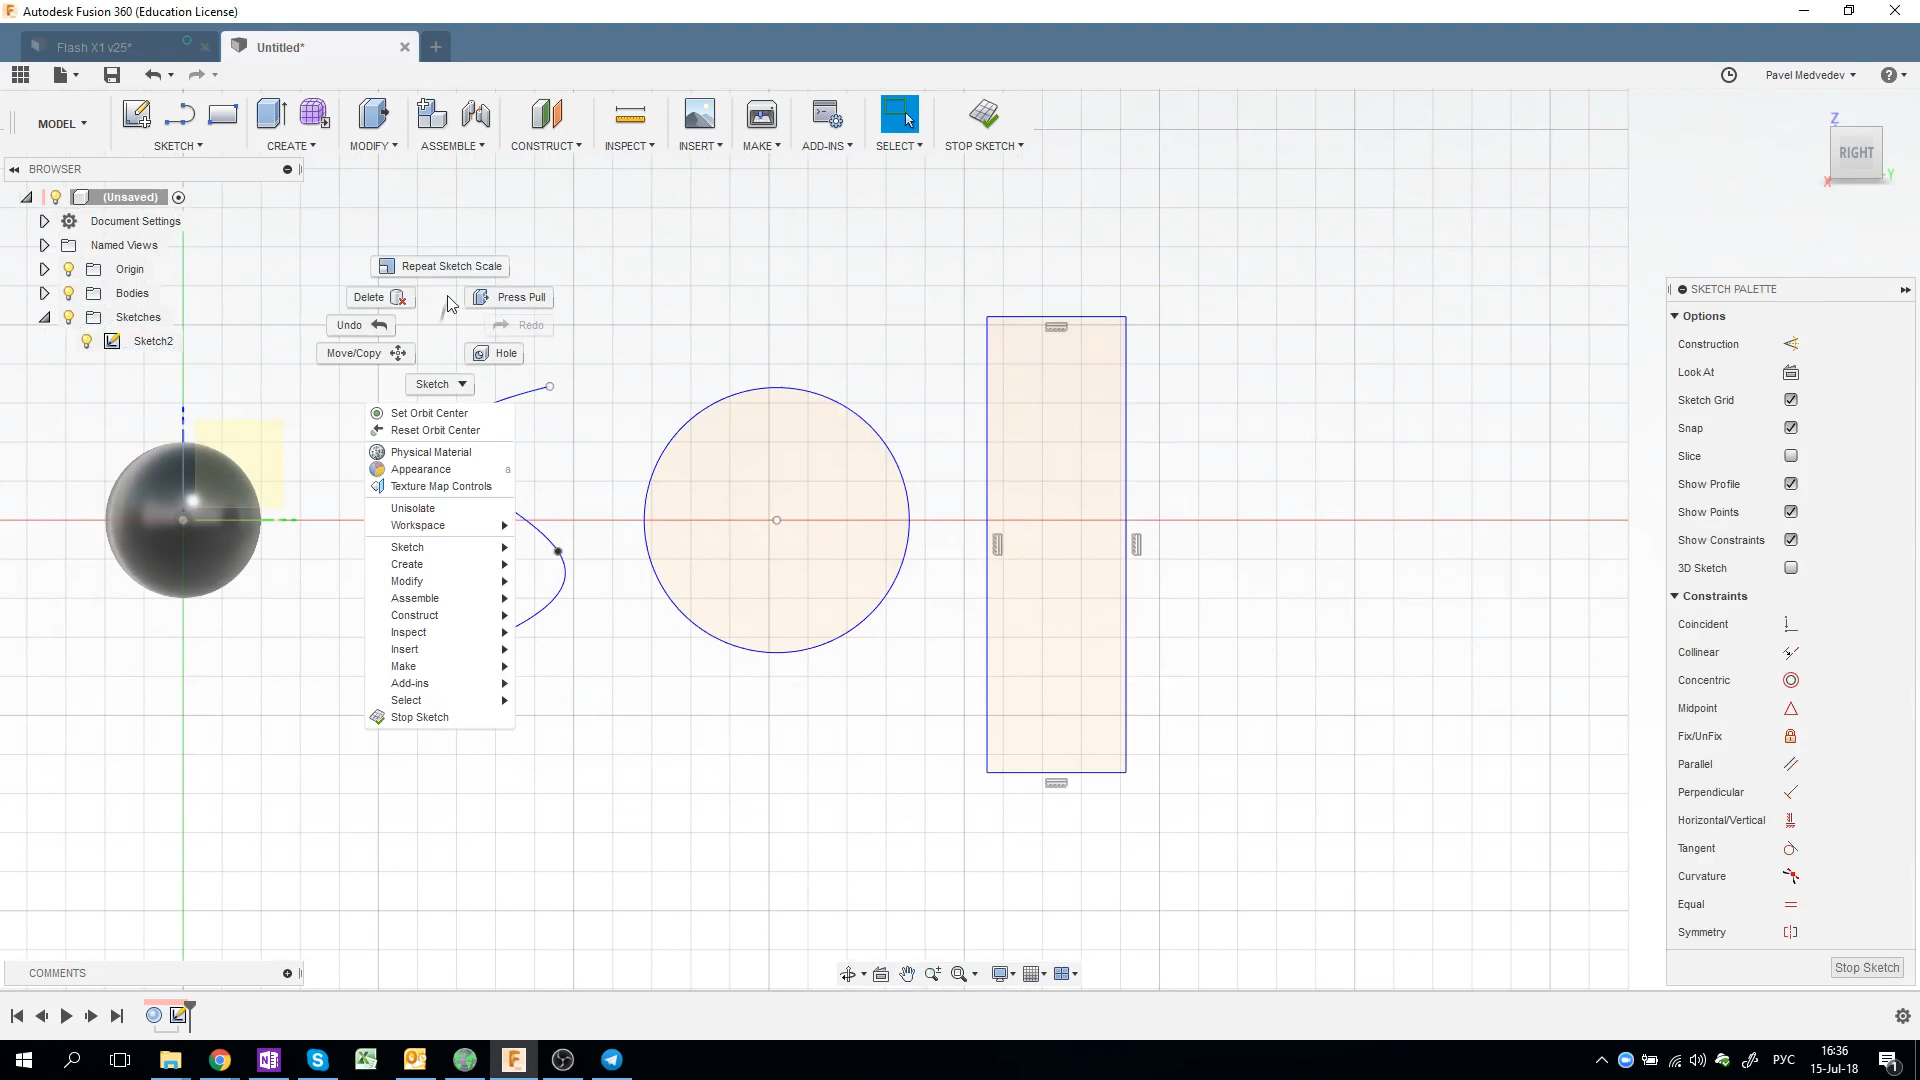 Autodesk Fusion 360 (Education License)
Flash X1 v25*
Untitled*
Pavel Medvedev
MODEL
SKETCH
CREATE
MODIFY
ASSEMBLE
CONSTRUCT
INSPECT
INSERT
MAKE
ADD-INS
SELECT
STOP SKETCH
BROWSER
(Unsaved)
Document Settings
Named Views
Origin
Bodies
Sketches
Sketch2
Repeat Sketch Scale
Delete
Press Pull
Undo
Redo
Move/Copy
Hole
Sketch
Set Orbit Center
Reset Orbit Center
Physical Material
Appearance a
Texture Map Controls
Unisolate
Workspace
Sketch
Create
Modify
Assemble
Construct
Inspect
Insert
Make
Add-ins
Select
Stop Sketch
Z
RIGHT
X
Y
SKETCH PALETTE
Options
Construction
Look At
Sketch Grid
Snap
Slice
Show Profile
Show Points
Show Constraints
3D Sketch
Constraints
Coincident
Collinear
Concentric
Midpoint
Fix/UnFix
Parallel
Perpendicular
Horizontal/Vertical
Tangent
Curvature
Equal
Symmetry
Stop Sketch
COMMENTS
РУС
16:36
15-Jul-18
1